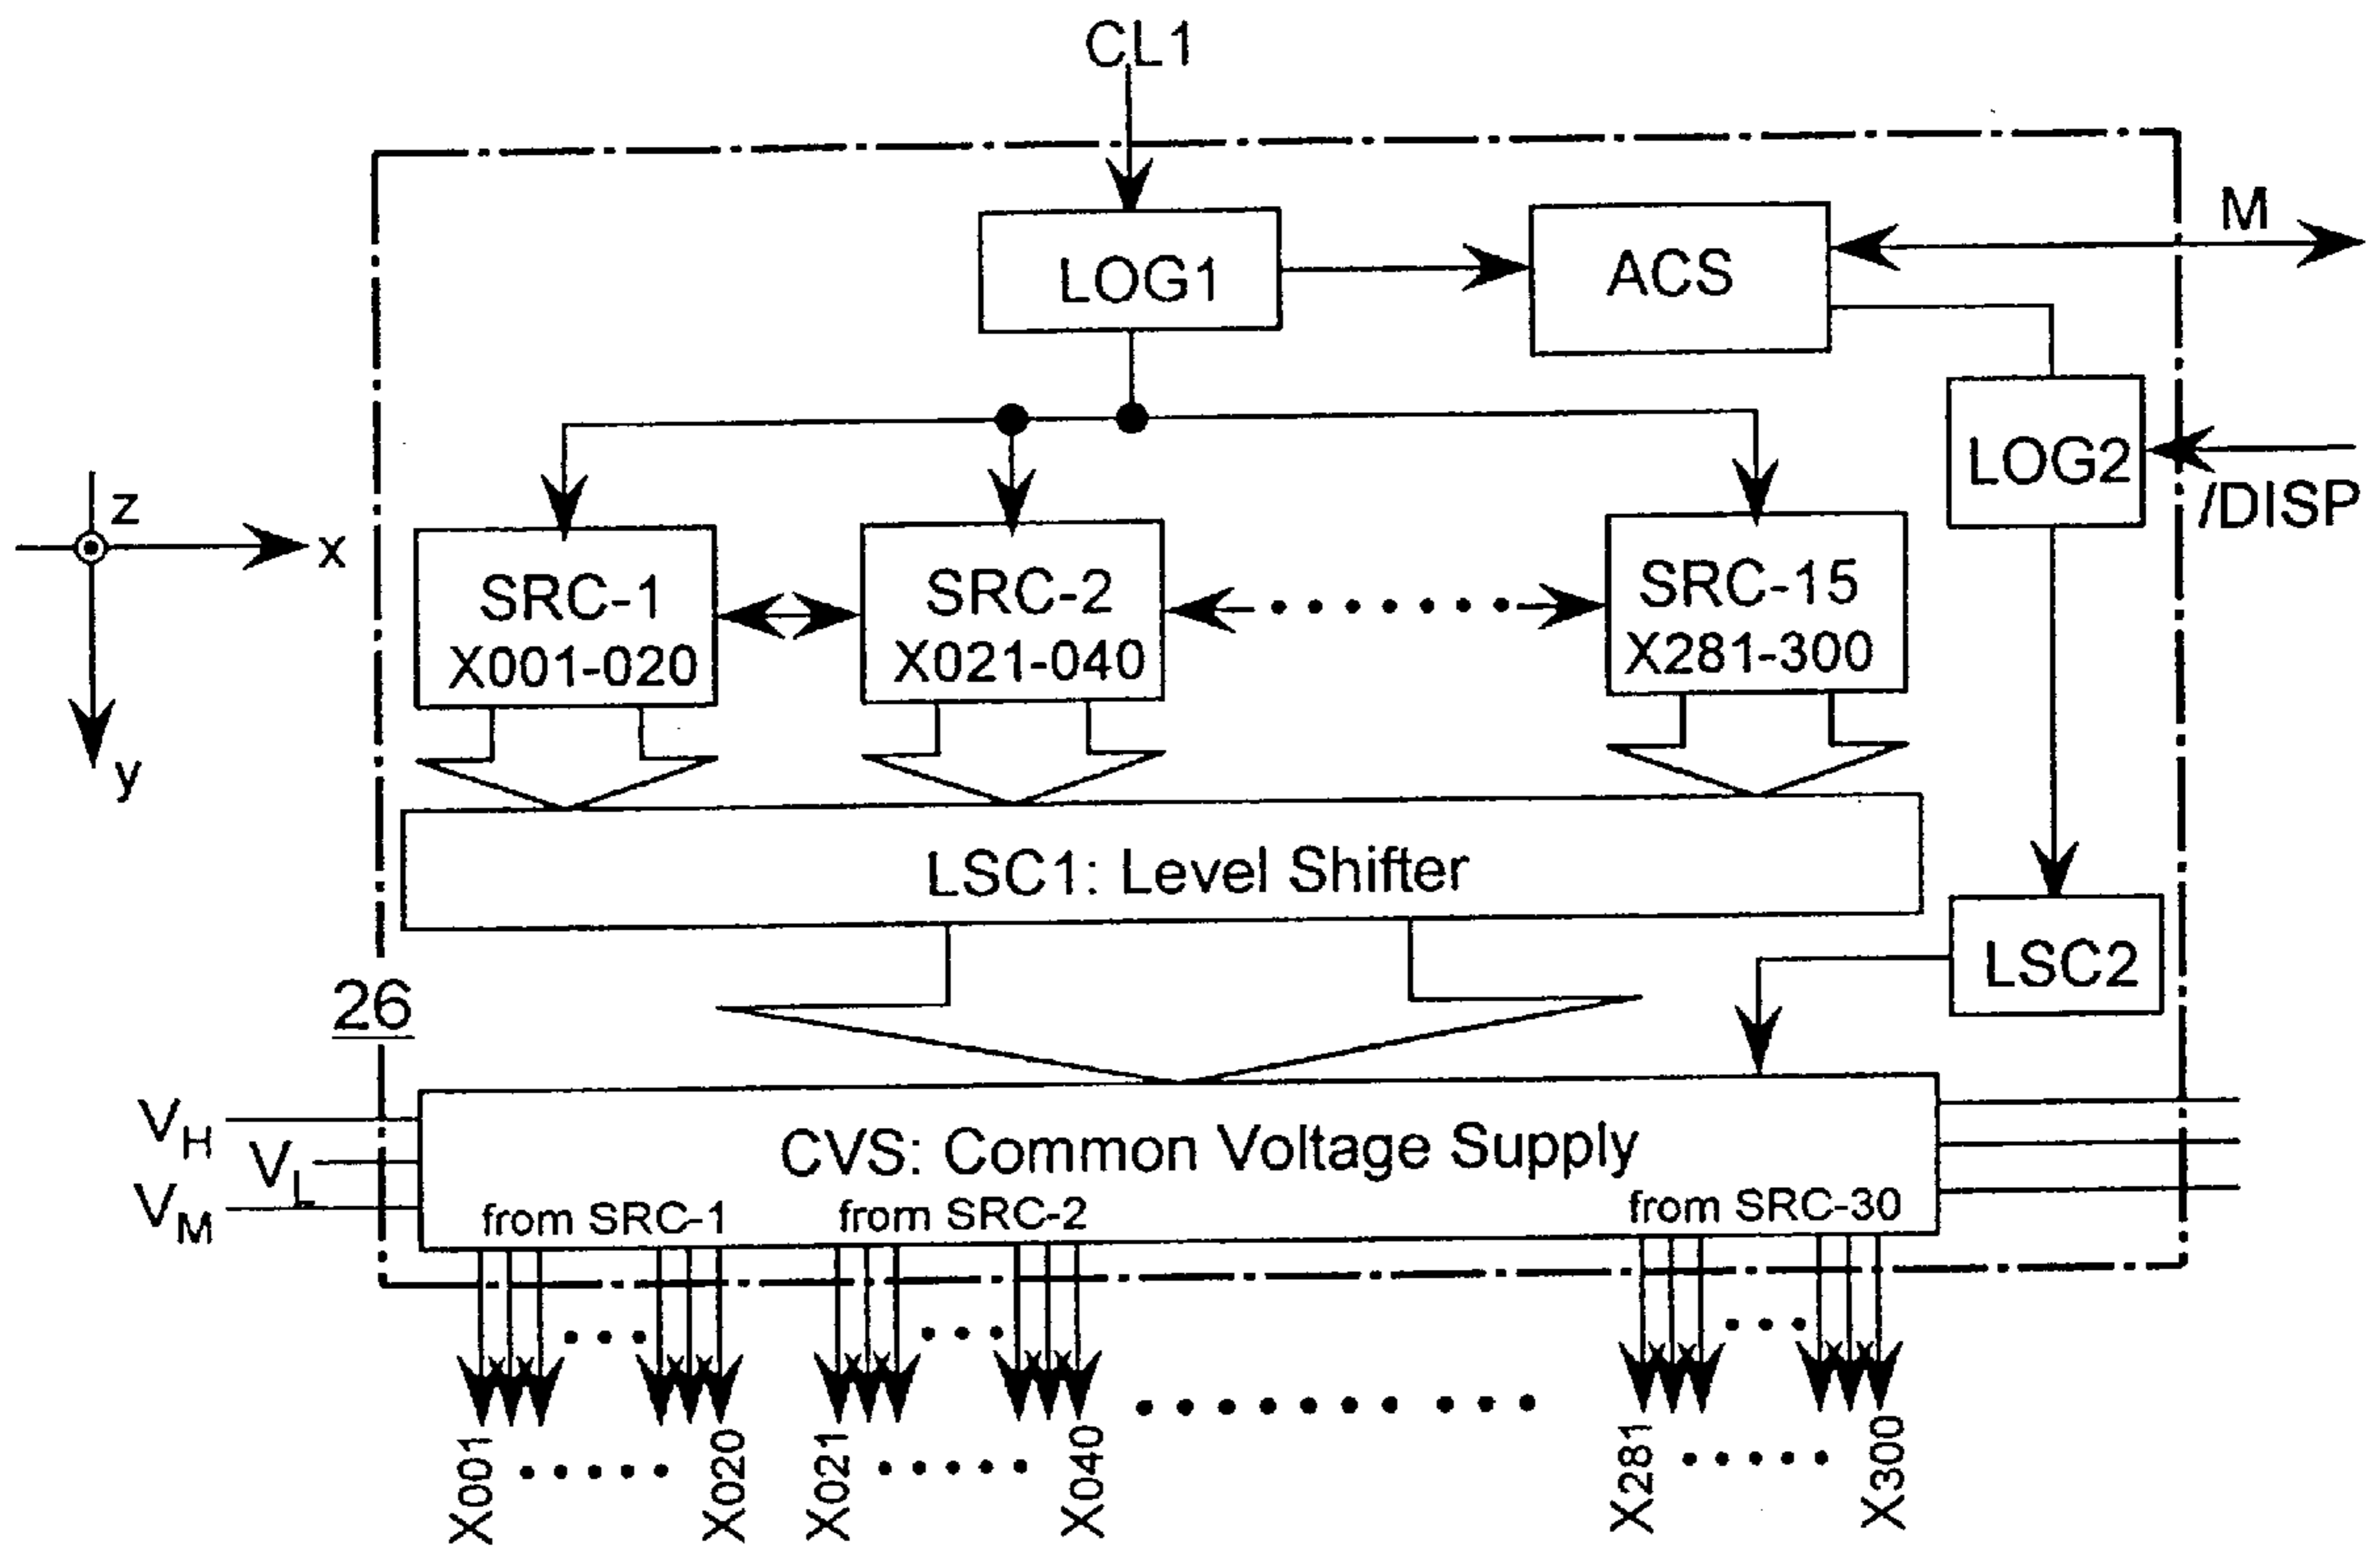 CL1
M
LOG1
ACS
LOG2
/DISP
z
x
y
SRC-1
X001-020
SRC-2
X021-040
SRC-15
X281-300
LSC1: Level Shifter
LSC2
26
VH
VL
VM
CVS: Common Voltage Supply
from SRC-1
from SRC-2
from SRC-30
X001
X020
X021
X040
X281
X300